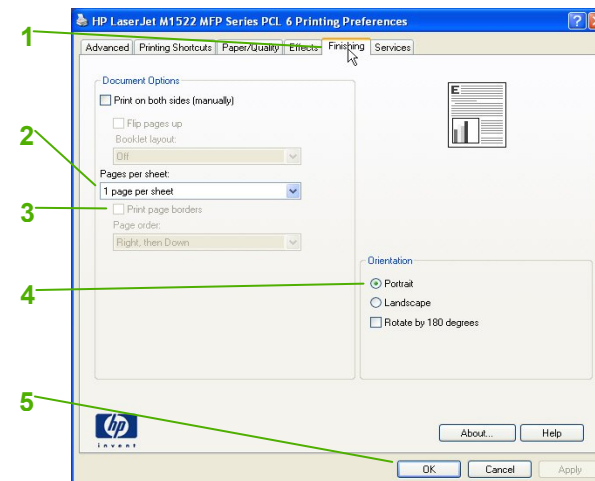 HP LaserJet M1522 MFP Series PCL 6 Printing Preferences
1
Advanced Printing Shortcuts Paper/Quality Effects Finishing Services
Document Options
Print on both sides (manually)
Flip pages up
Booklet layout:
Off
2
Pages per sheet:
1 page per sheet
3
Print page borders
Page order:
Right, then Down
E
Orientation
4
Portrait
Landscape
Rotate by 180 degrees
5
hp
invent
About... Help
OK Cancel Apply